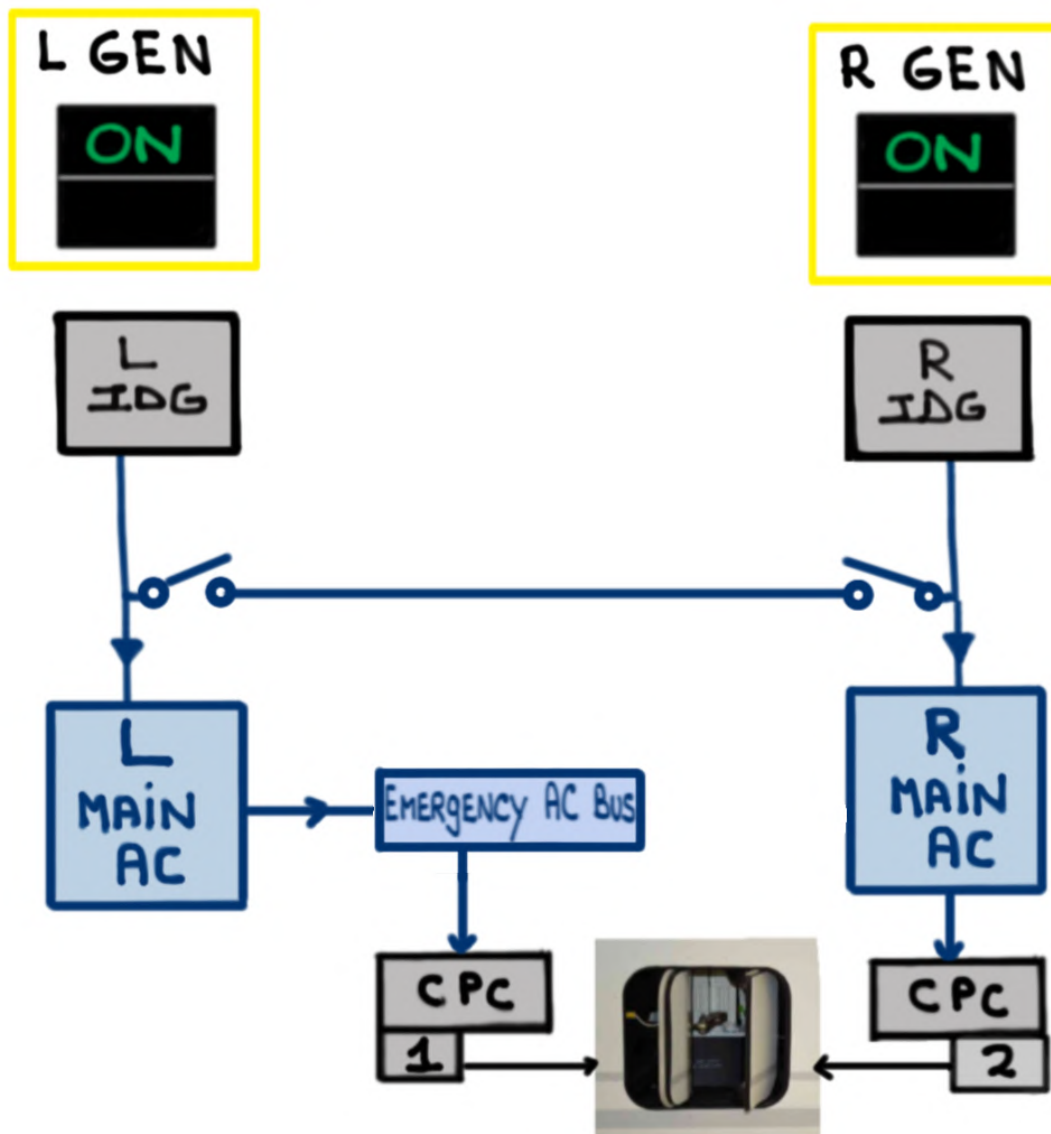 L GEN
ON
R GEN
ON
L
IDG
R
IDG
L
MAIN
AC
EMERGENCY AC BUS
R
MAIN
AC
CPC
1
CPC
2